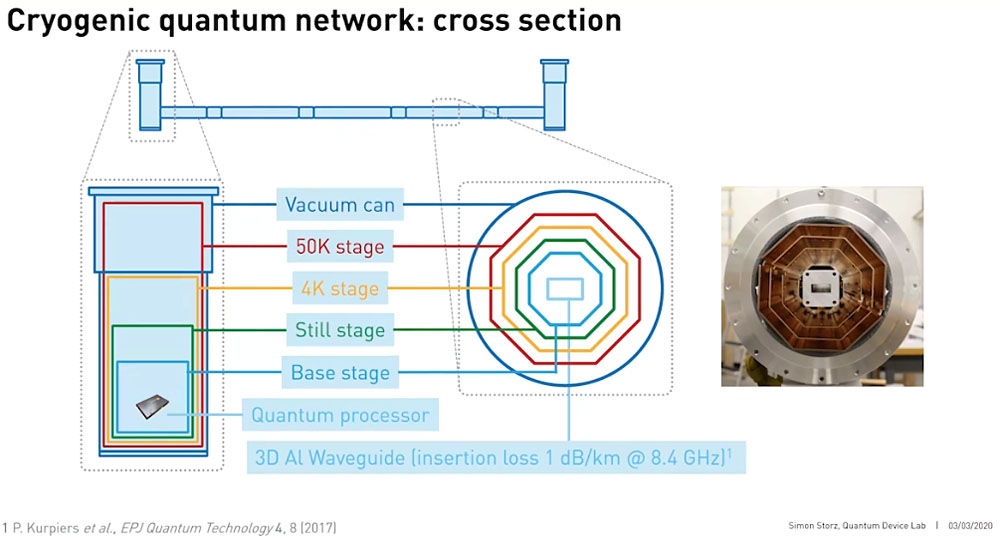 Cryogenic quantum network: cross section
Vacuum can
50K stage
4K stage
Still stage
Base stage
Quantum processor
3D Al Waveguide (insertion loss 1 dB/km @ 8.4 GHz)¹
1 P. Kurpiers et al., EPJ Quantum Technology 4, 8 (2017)
Simon Storz, Quantum Device Lab | 03/03/2020